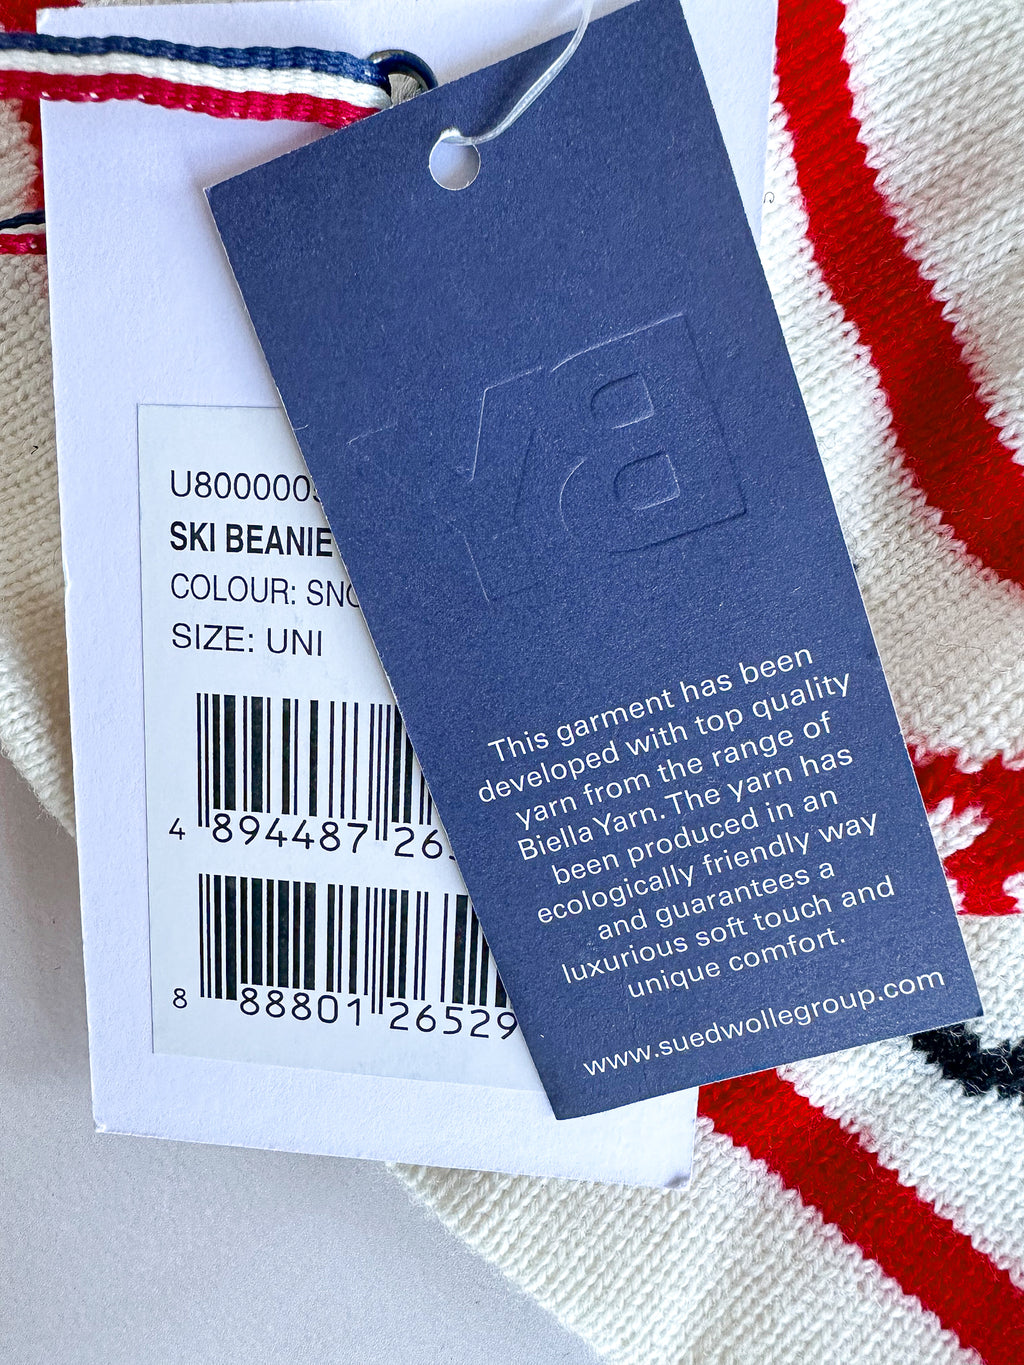 U800000
SKI BEANIE
COLOUR:
SIZE: UNI
4 894487 26
8 88801 26529
This garment has been
developed with top quality
yarn from the range of
Biella Yarn. The yarn has
been produced in an
ecologically friendly way
and guarantees a
luxurious soft touch and
unique comfort.
www.suedwollegroup.com